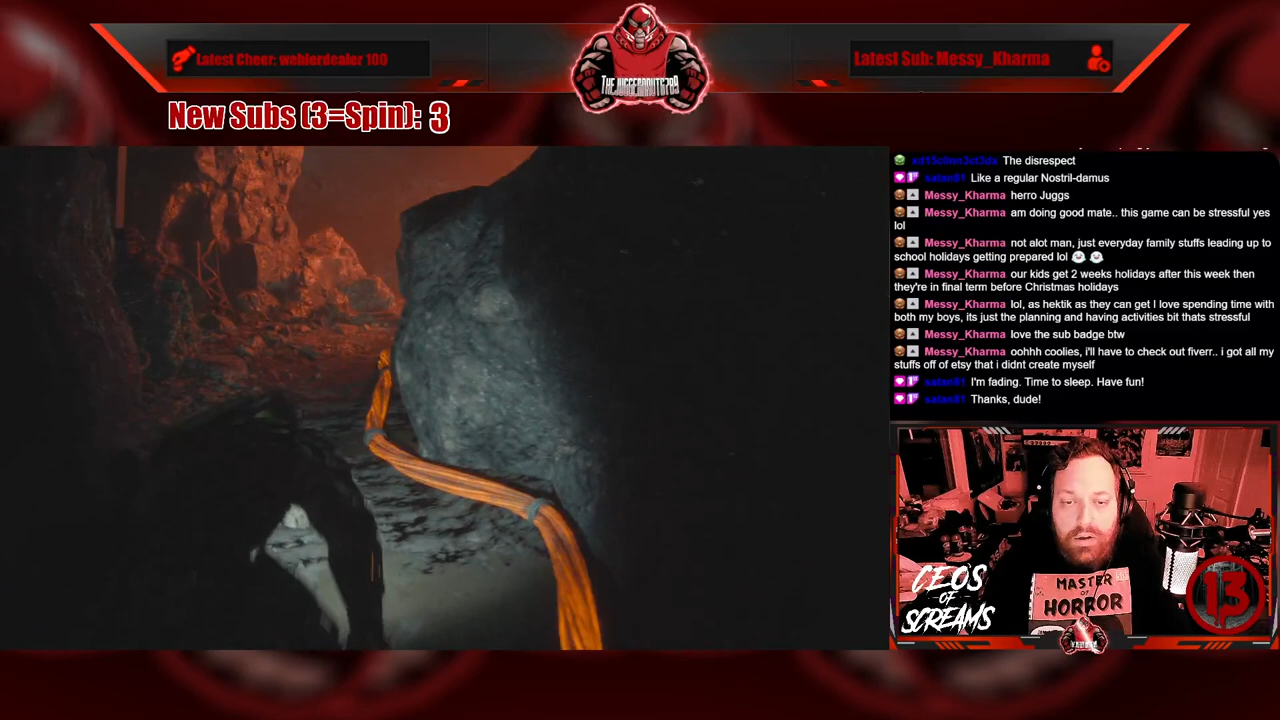 Latest Cheer: wehlerdealer 100
THEJUGGERNAUT6789
Latest Sub: Messy_Kharma
New Subs (3=Spin): 3
The disrespect
satan81 Like a regular Nostril-damus
Messy_Kharma herro Juggs
Messy_Kharma am doing good mate.. this game can be stressful yes
lol
Messy_Kharma not alot man, just everyday family stuffs leading up to
school holidays getting prepared lol
Messy_Kharma our kids get 2 weeks holidays after this week then
they're in final term before Christmas holidays
Messy_Kharma lol, as hektik as they can get I love spending time with
both my boys, its just the planning and having activities bit thats stressful
Messy_Kharma love the sub badge btw
Messy_Kharma oohhh coolies, i'll have to check out fiverr.. i got all my
stuffs off of etsy that i didnt create myself
satan81 I'm fading. Time to sleep. Have fun!
satan81 Thanks, dude!
CEOS
OF
SCREAMS
MASTER
OF
HORROR
13